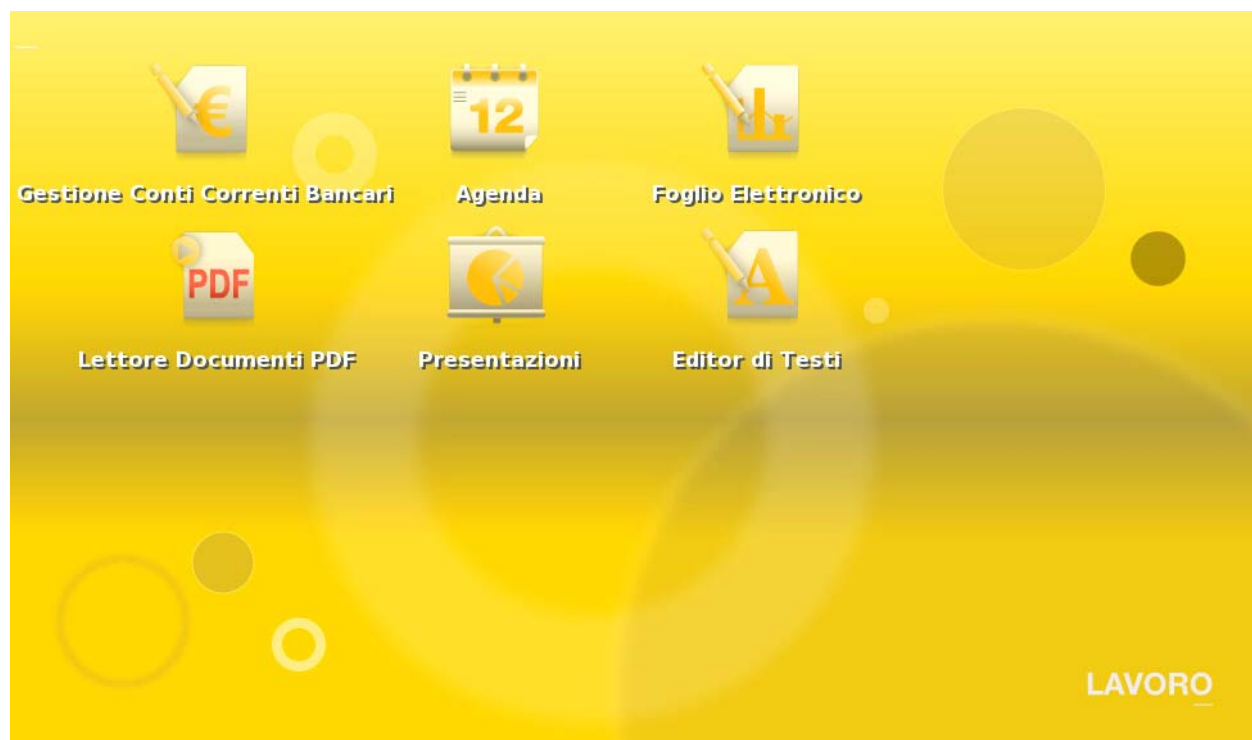 €
12
Gestione Conti Correnti Bancari
Agenda
Foglio Elettronico
PDF
A
Lettore Documenti PDF
Presentazioni
Editor di Testi
LAVORO